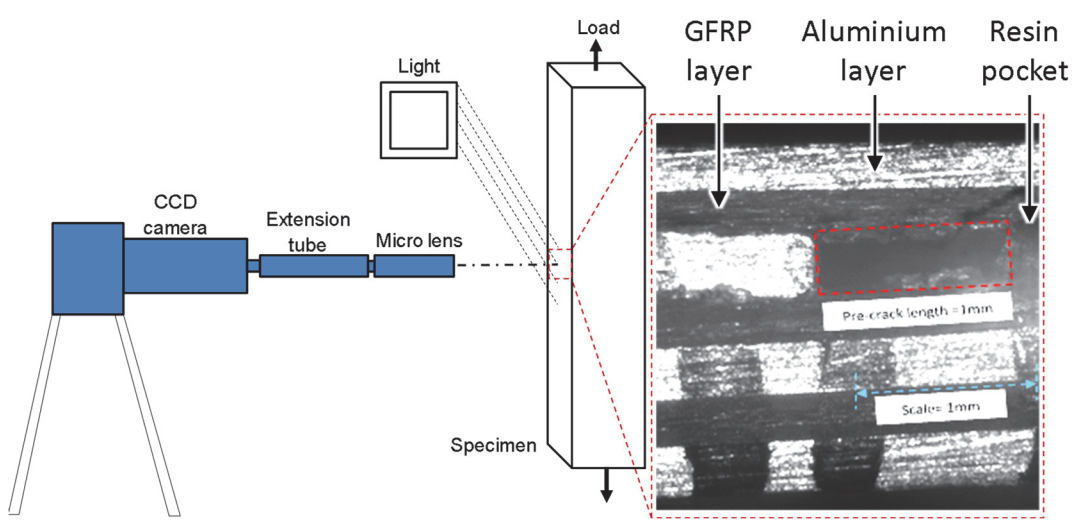 Load
Light
CCD
camera
Extension
tube
Micro lens
Specimen
GFRP
layer
Aluminium
layer
Resin
pocket
Pre-crack length =1mm
Scale= 1mm